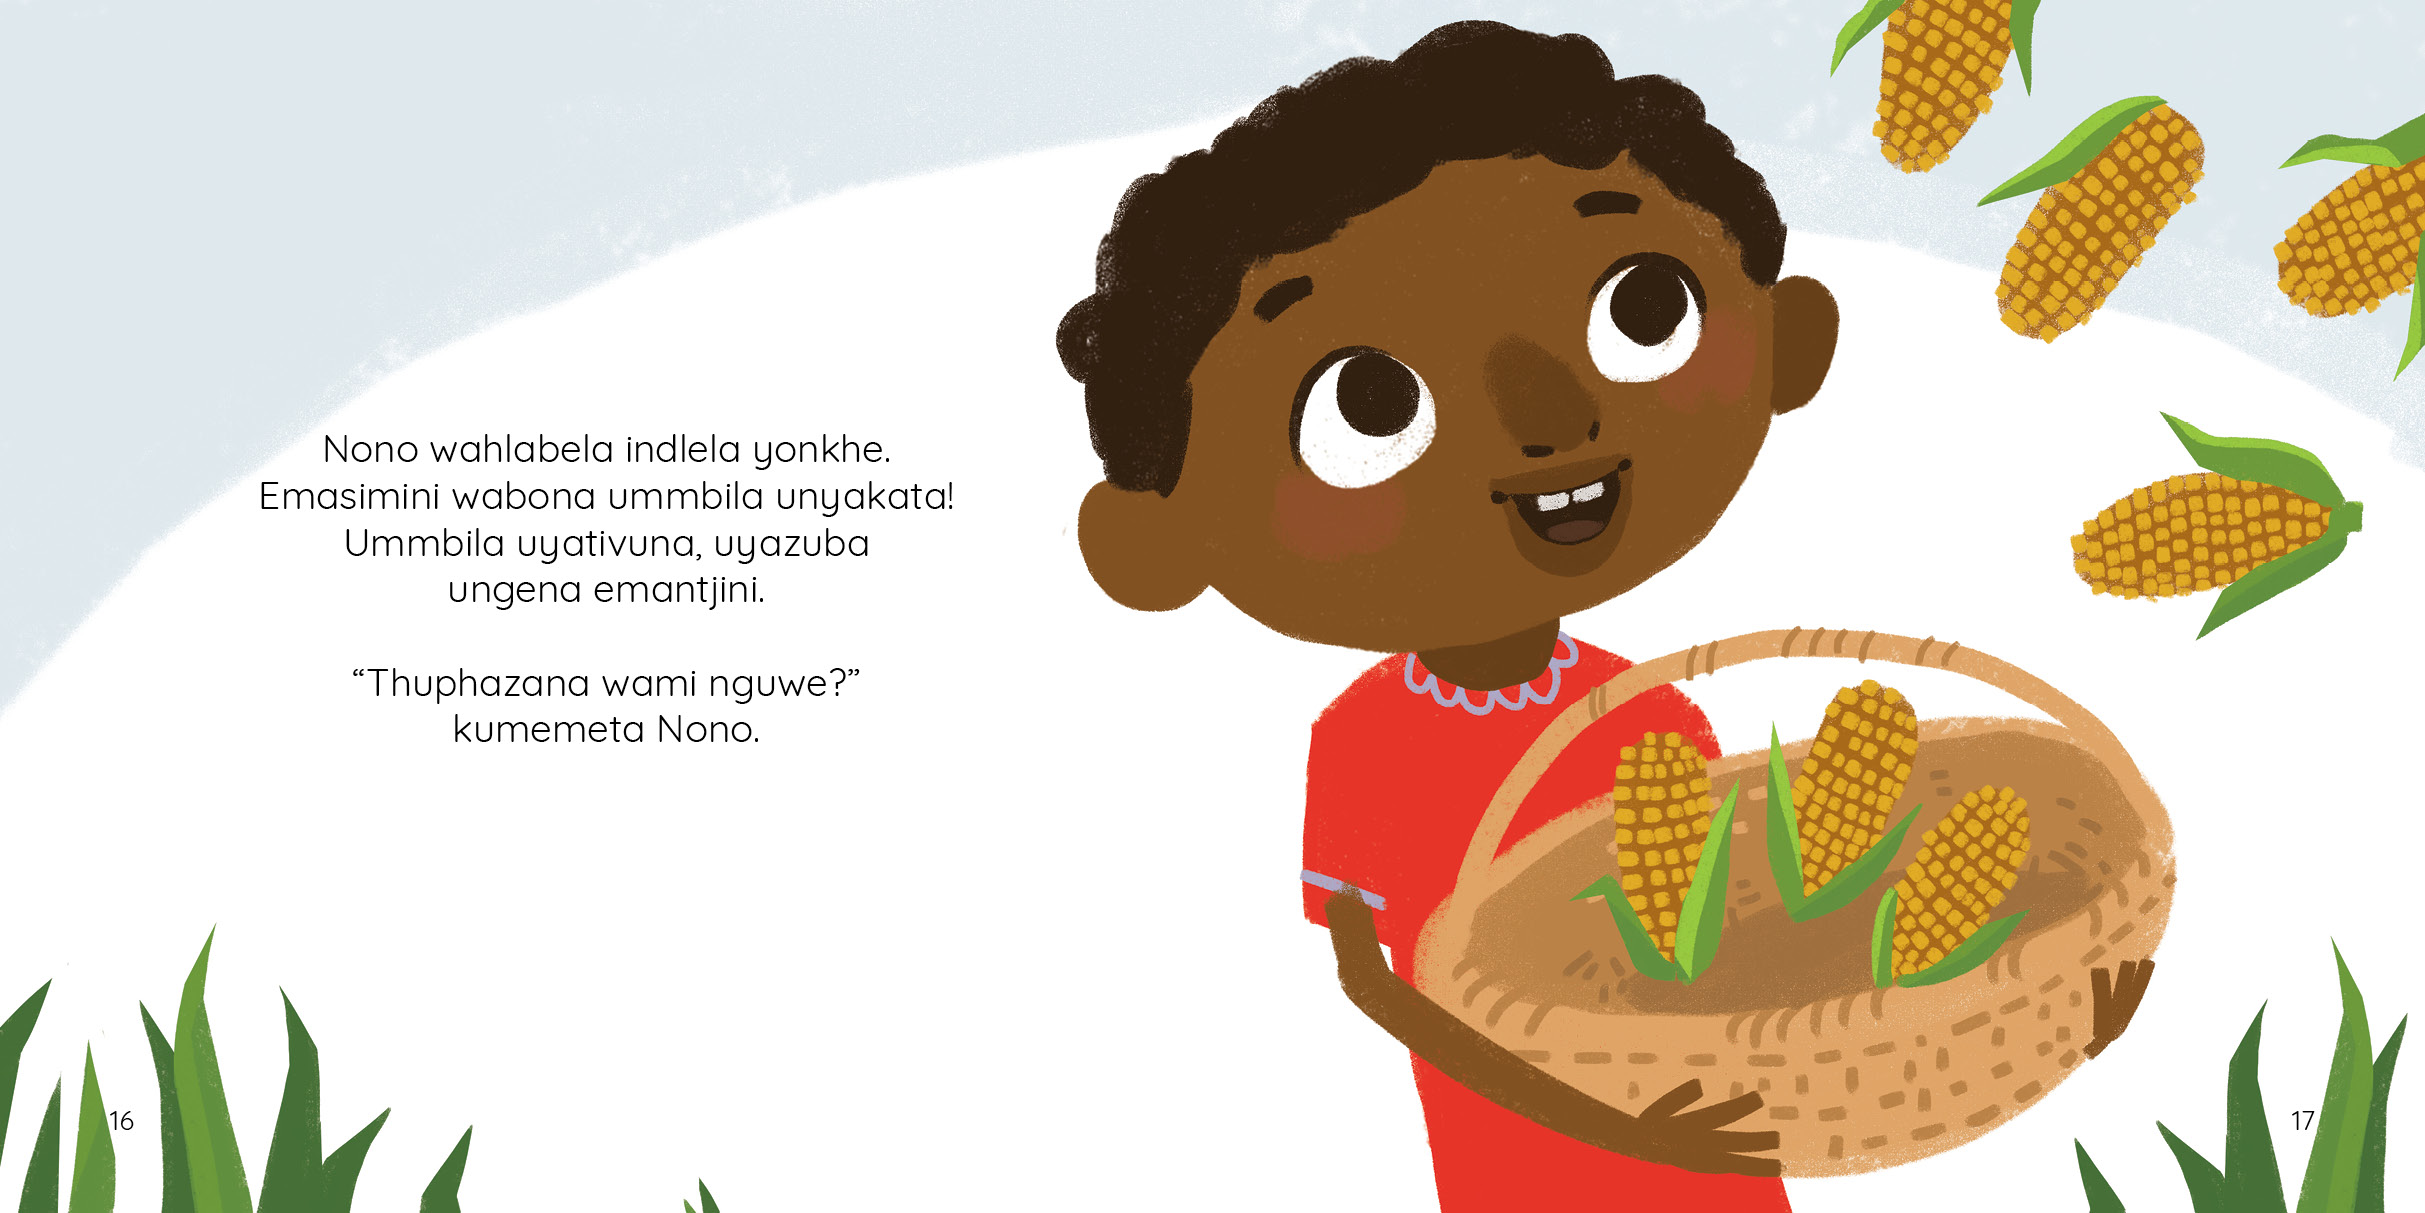 Nono wahlabela indlela yonkhe.
Emasimini wabona ummbila unyakata!
Ummbila uyativuna, uyazuba
ungena emantjini.
“Thuphazana wami nguwe?”
kumemeta Nono.
16
17